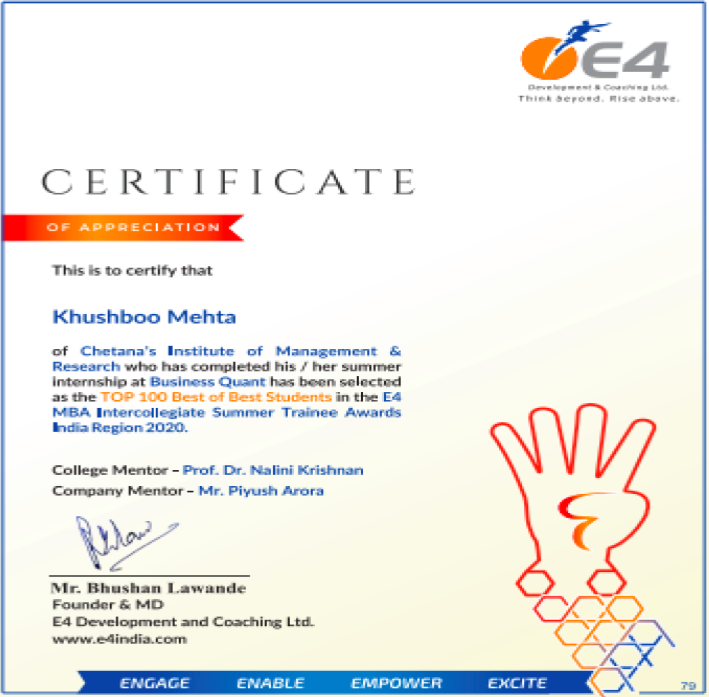 E4
Development & Coaching Ltd.
Think beyond. Rise above.
CERTIFICATE
OF APPRECIATION
This is to certify that
Khushboo Mehta
of Chetana's Institute of Management &
Research who has completed his / her summer
internship at Business Quant has been selected
as the TOP 100 Best of Best Students in the E4
MBA Intercollegiate Summer Trainee Awards
India Region 2020.
College Mentor – Prof. Dr. Nalini Krishnan
Company Mentor – Mr. Piyush Arora
Mr. Bhushan Lawande
Founder & MD
E4 Development and Coaching Ltd.
www.e4india.com
ENGAGE ENABLE EMPOWER EXCITE
79